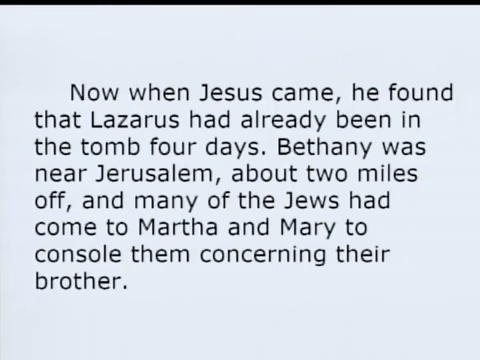 Now when Jesus came, he found
that Lazarus had already been in
the tomb four days. Bethany was
near Jerusalem, about two miles
off, and many of the Jews had
come to Martha and Mary to
console them concerning their
brother.